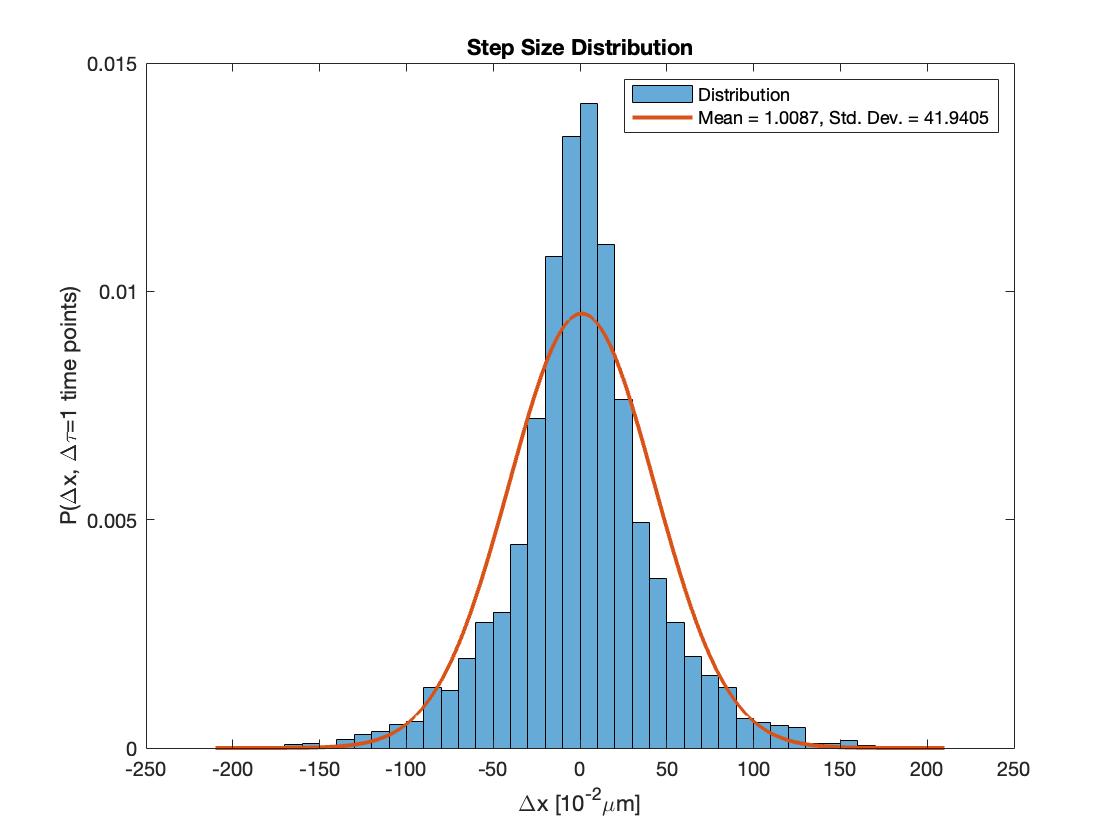 Step Size Distribution
Distribution
Mean = 1.0087, Std. Dev. = 41.9405
0.015
0.01
0.005
0
P(Δx, Δτ=1 time points)
-250 -200 -150 -100 -50 0 50 100 150 200 250
Δx [10⁻²μm]